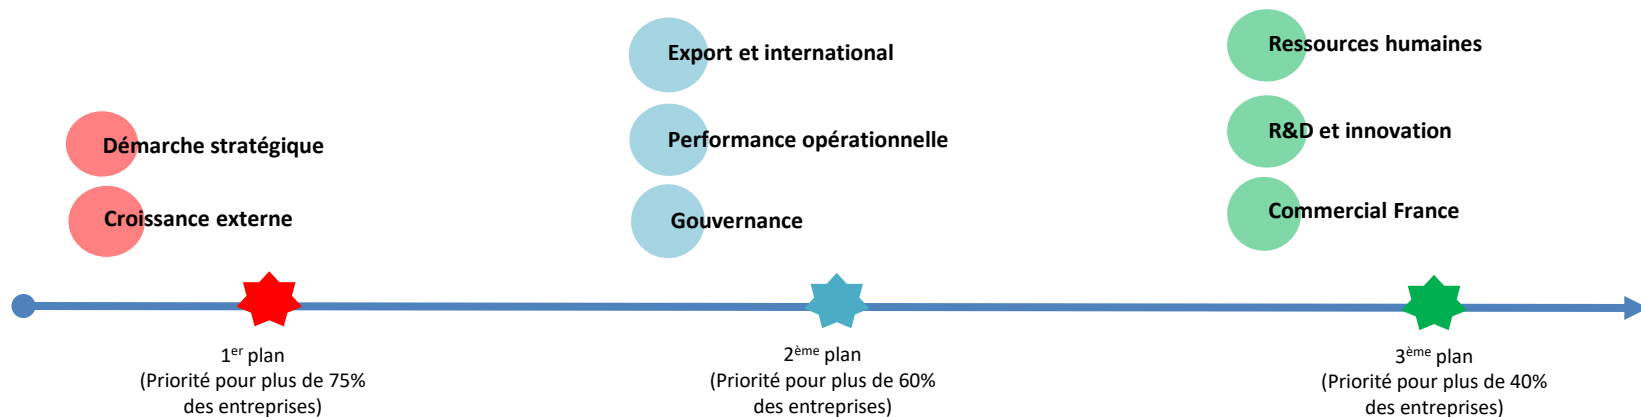 Démarche stratégique
Croissance externe
Export et international
Performance opérationnelle
Gouvernance
Ressources humaines
R&D et innovation
Commercial France
1er plan
(Priorité pour plus de 75%
des entreprises)
2ème plan
(Priorité pour plus de 60%
des entreprises)
3ème plan
(Priorité pour plus de 40%
des entreprises)